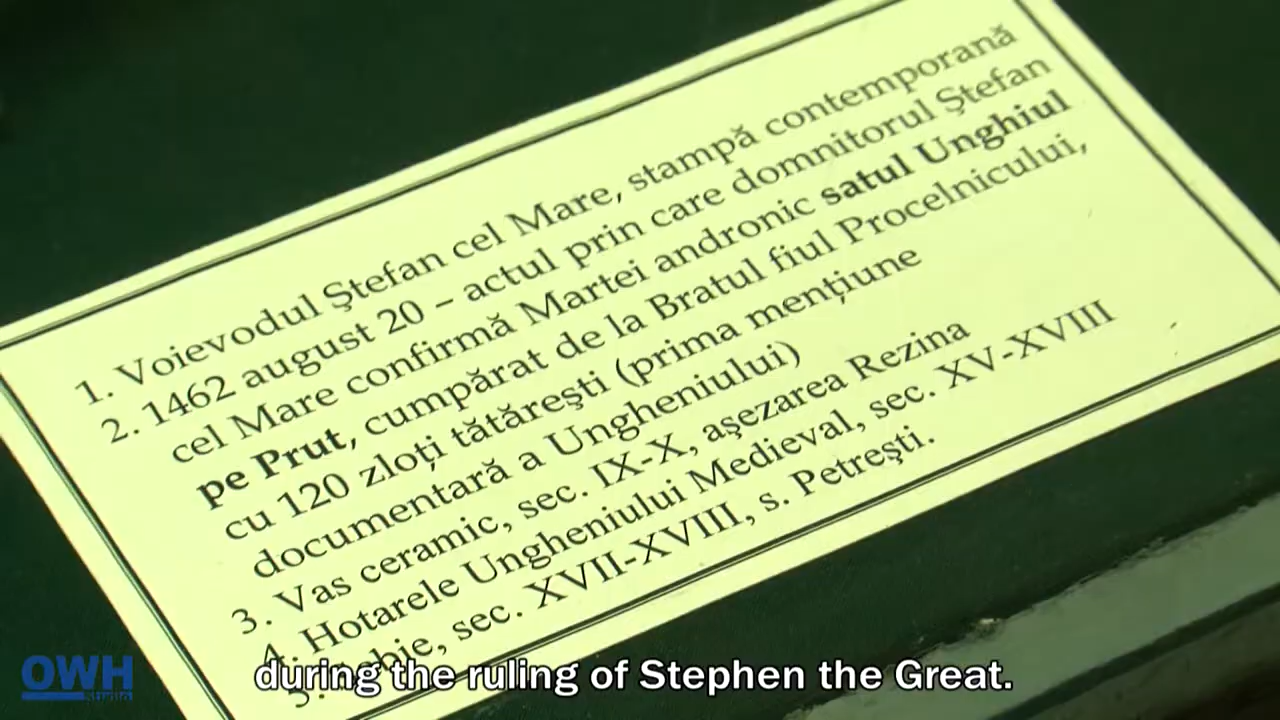 1. Voievodul Ştefan cel Mare, stampă contemporană
2. 1462 august 20 – actul prin care domnitorul Ştefan
cel Mare confirmă Martei andronic satul Unghiul
pe Prut, cumpărat de la Bratul fiul Procelnicului,
cu 120 zloţi tătăreşti (prima menţiune
documentară a Ungheniului)
3. Vas ceramic, sec. IX-X, aşezarea Rezina
4. Hotarele Ungheniului Medieval, sec. XV-XVIII
5. sec. XVII-XVIII, s. Petreşti.
during the ruling of Stephen the Great.
OWH
Studio